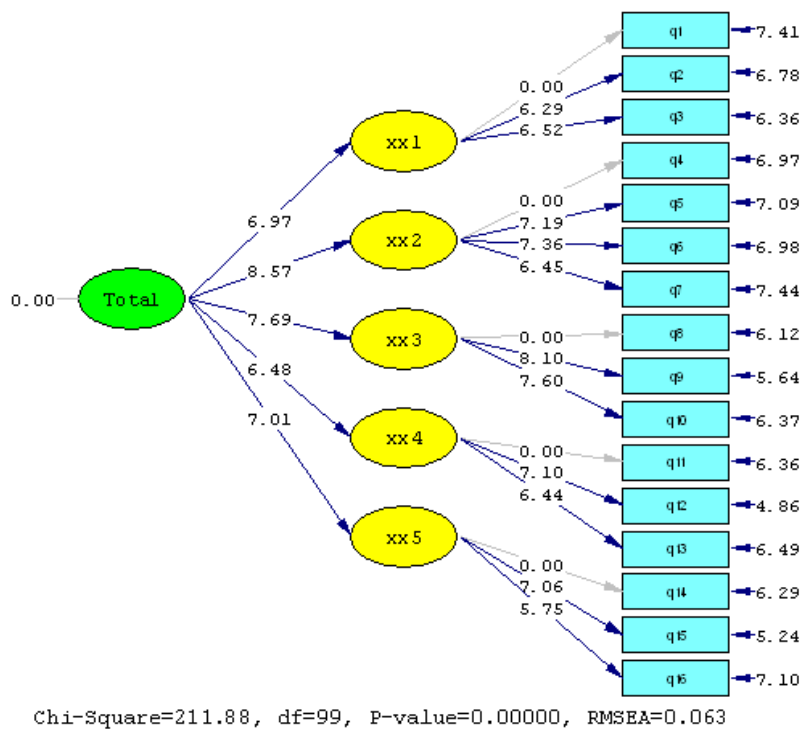 q1
7.41
q2
6.78
0.00
6.29
q3
6.36
6.52
xx1
q4
6.97
0.00
q5
7.09
7.19
6.97
xx2
7.36
q6
6.98
6.45
8.57
q7
7.44
0.00
Total
7.69
xx3
0.00
q8
6.12
8.10
q9
5.64
6.48
7.60
q10
6.37
7.01
xx4
0.00
q11
6.36
7.10
6.44
q12
4.86
xx5
q13
6.49
0.00
q14
6.29
7.06
5.75
q15
5.24
q16
7.10
Chi-Square=211.88, df=99, P-value=0.00000, RMSEA=0.063